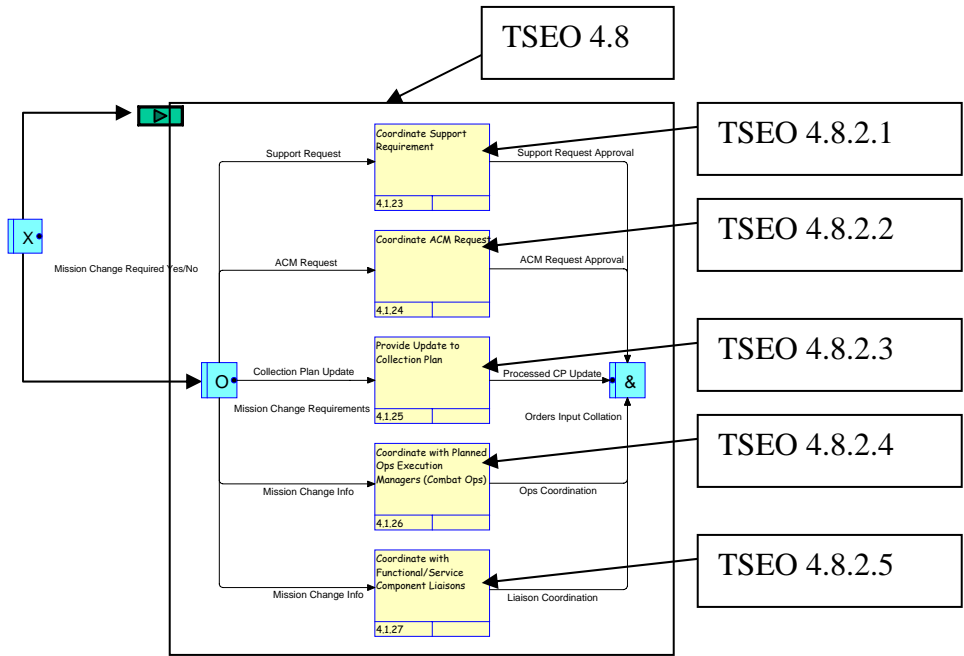 TSEO 4.8
Coordinate Support
Requirement
4.1.23
Support Request
Support Request Approval
TSEO 4.8.2.1
X
Mission Change Required Yes/No
Coordinate ACM Request
4.1.24
ACM Request
ACM Request Approval
TSEO 4.8.2.2
Provide Update to
Collection Plan
4.1.25
O
Collection Plan Update
Mission Change Requirements
Processed CP Update
&
Orders Input Collation
TSEO 4.8.2.3
Coordinate with Planned
Ops Execution
Managers (Combat Ops)
4.1.26
Mission Change Info
Ops Coordination
TSEO 4.8.2.4
Coordinate with
Functional/Service
Component Liaisons
4.1.27
Mission Change Info
Liaison Coordination
TSEO 4.8.2.5